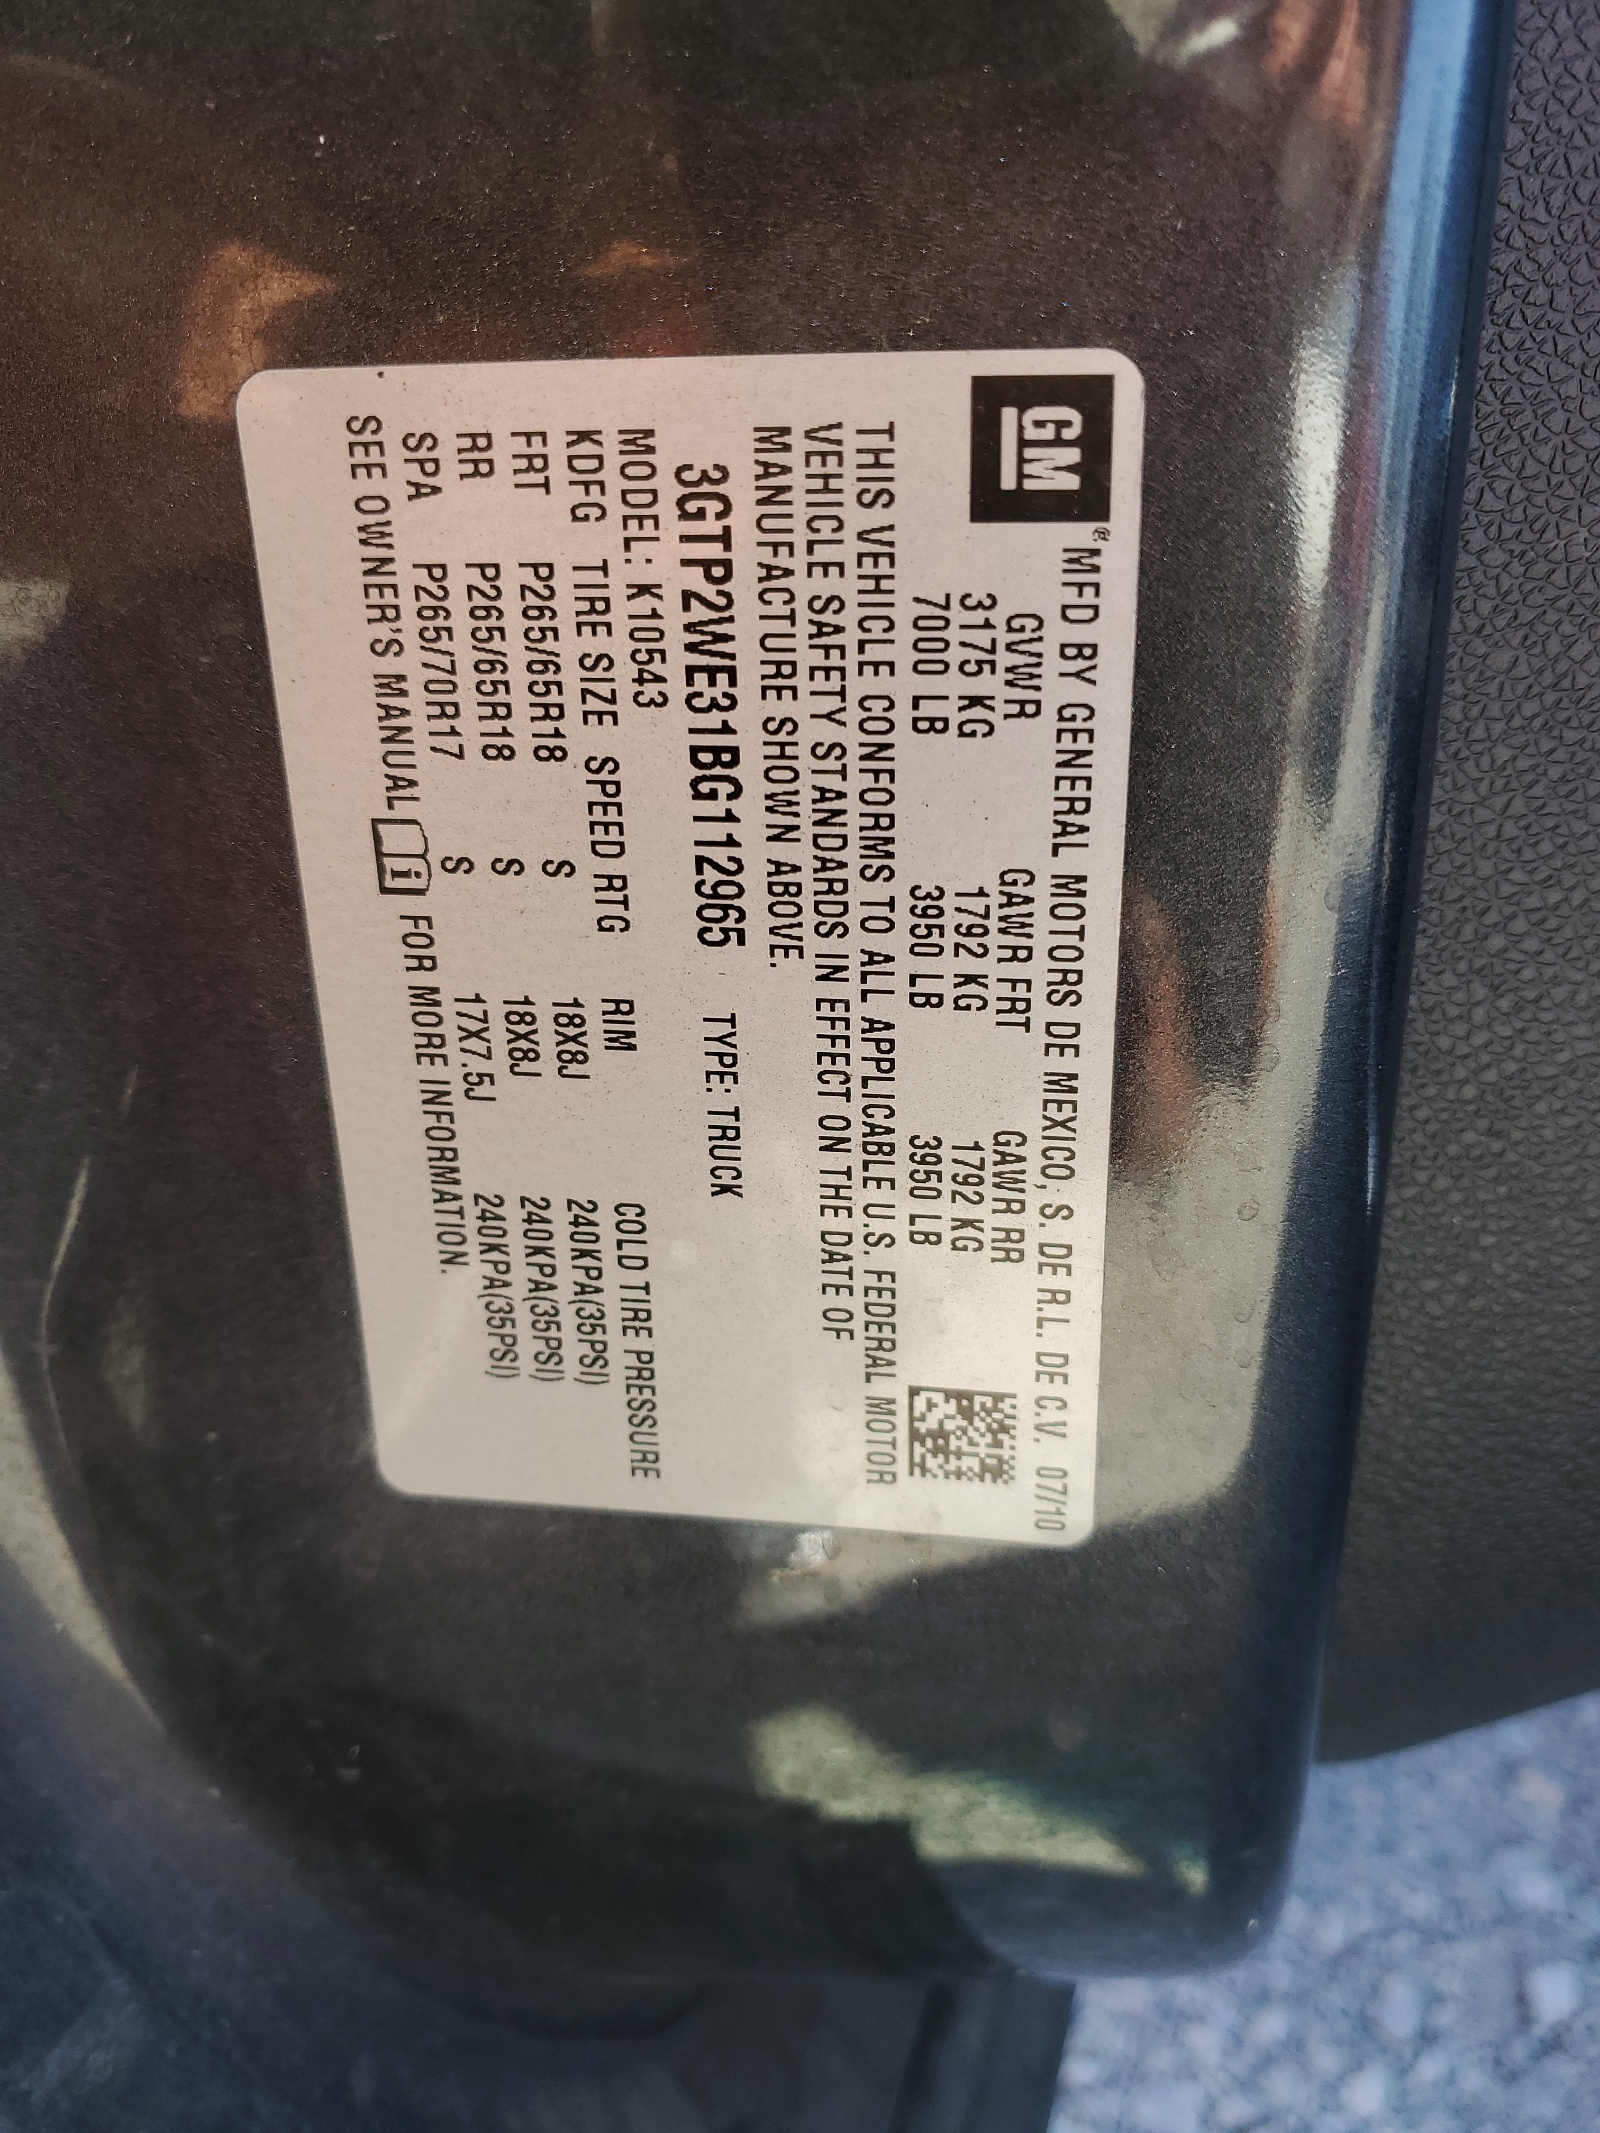 GM® MFD BY GENERAL MOTORS DE MEXICO, S. DE R.L. DE C.V. 07/10
GVWR GAWR FRT GAWR RR
3175 KG 1792 KG 1792 KG
7000 LB 3950 LB 3950 LB
THIS VEHICLE CONFORMS TO ALL APPLICABLE U.S. FEDERAL MOTOR
VEHICLE SAFETY STANDARDS IN EFFECT ON THE DATE OF
MANUFACTURE SHOWN ABOVE.
3GTP2WE31BG112965 TYPE: TRUCK
MODEL: K10543
KDFG TIRE SIZE SPEED RTG RIM COLD TIRE PRESSURE
FRT P265/65R18 S 18X8J 240KPA(35PSI)
RR P265/65R18 S 18X8J 240KPA(35PSI)
SPA P265/70R17 S 17X7.5J 240KPA(35PSI)
SEE OWNER'S MANUAL i FOR MORE INFORMATION.